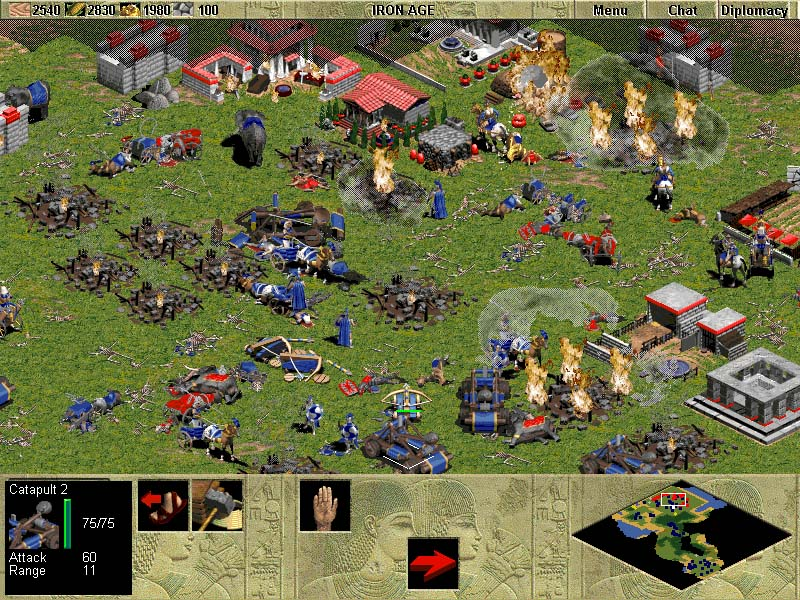 2540 2830 1980 100 IRON AGE Menu Chat Diplomacy
Catapult 2
75/75
Attack 60
Range 11